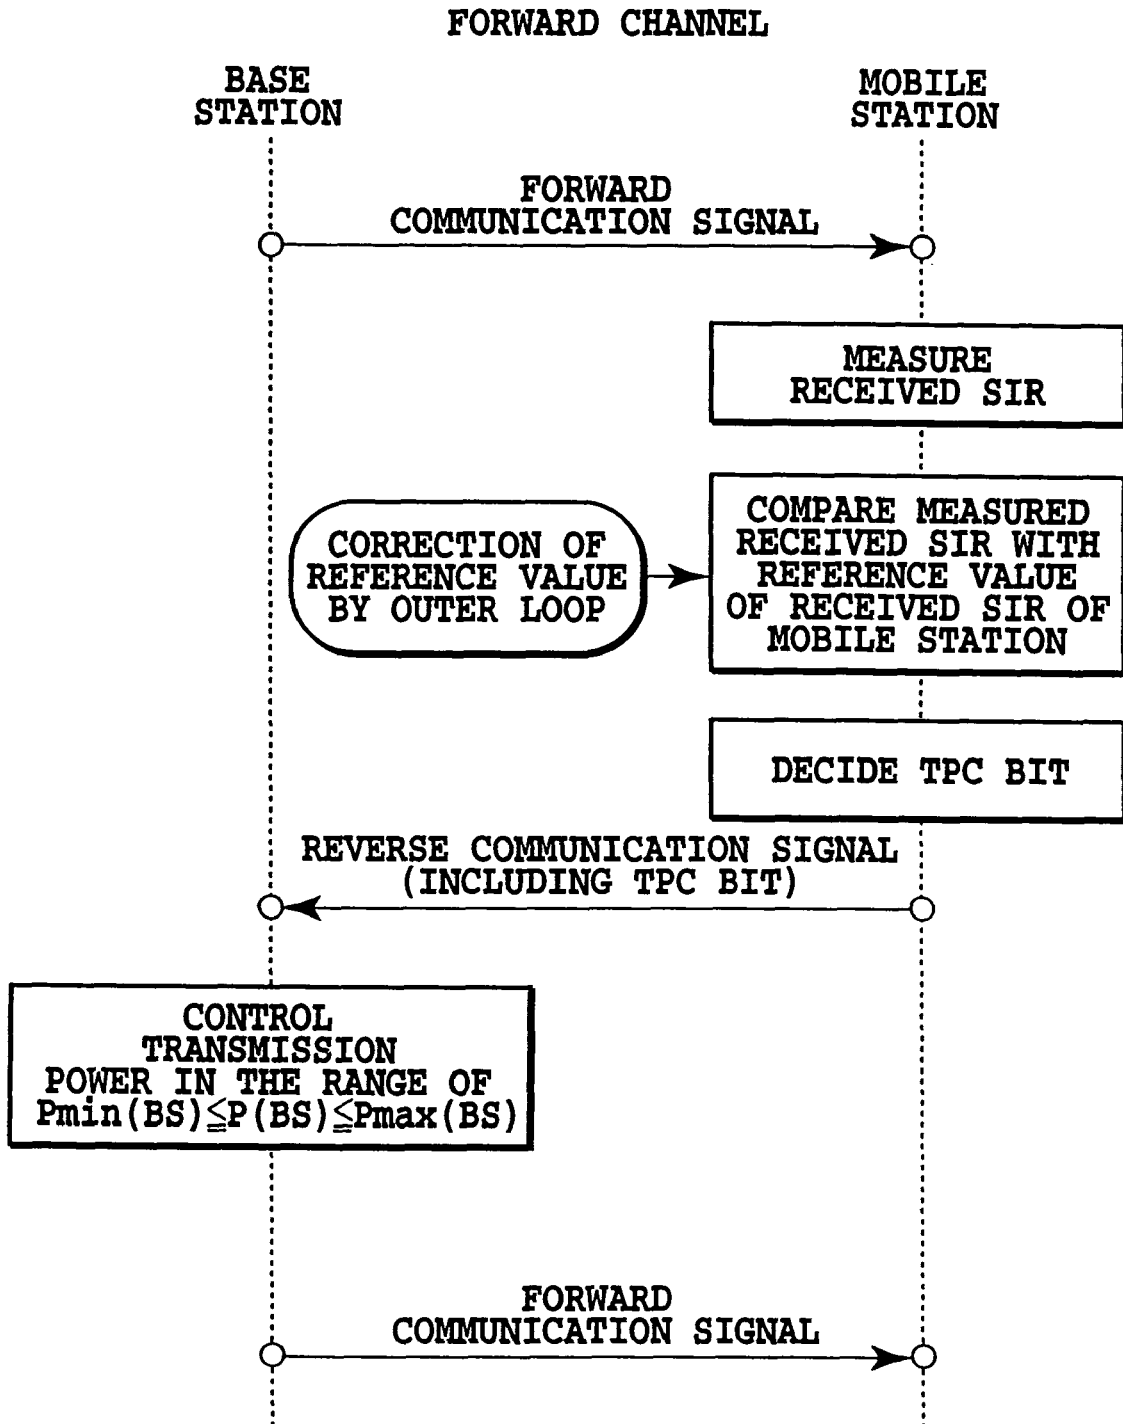 FORWARD CHANNEL
BASE
STATION
MOBILE
STATION
FORWARD
COMMUNICATION SIGNAL
MEASURE
RECEIVED SIR
CORRECTION OF
REFERENCE VALUE
BY OUTER LOOP
COMPARE MEASURED
RECEIVED SIR WITH
REFERENCE VALUE
OF RECEIVED SIR OF
MOBILE STATION
DECIDE TPC BIT
REVERSE COMMUNICATION SIGNAL
(INCLUDING TPC BIT)
CONTROL
TRANSMISSION
POWER IN THE RANGE OF
Pmin(BS)≦P(BS)≦Pmax(BS)
FORWARD
COMMUNICATION SIGNAL